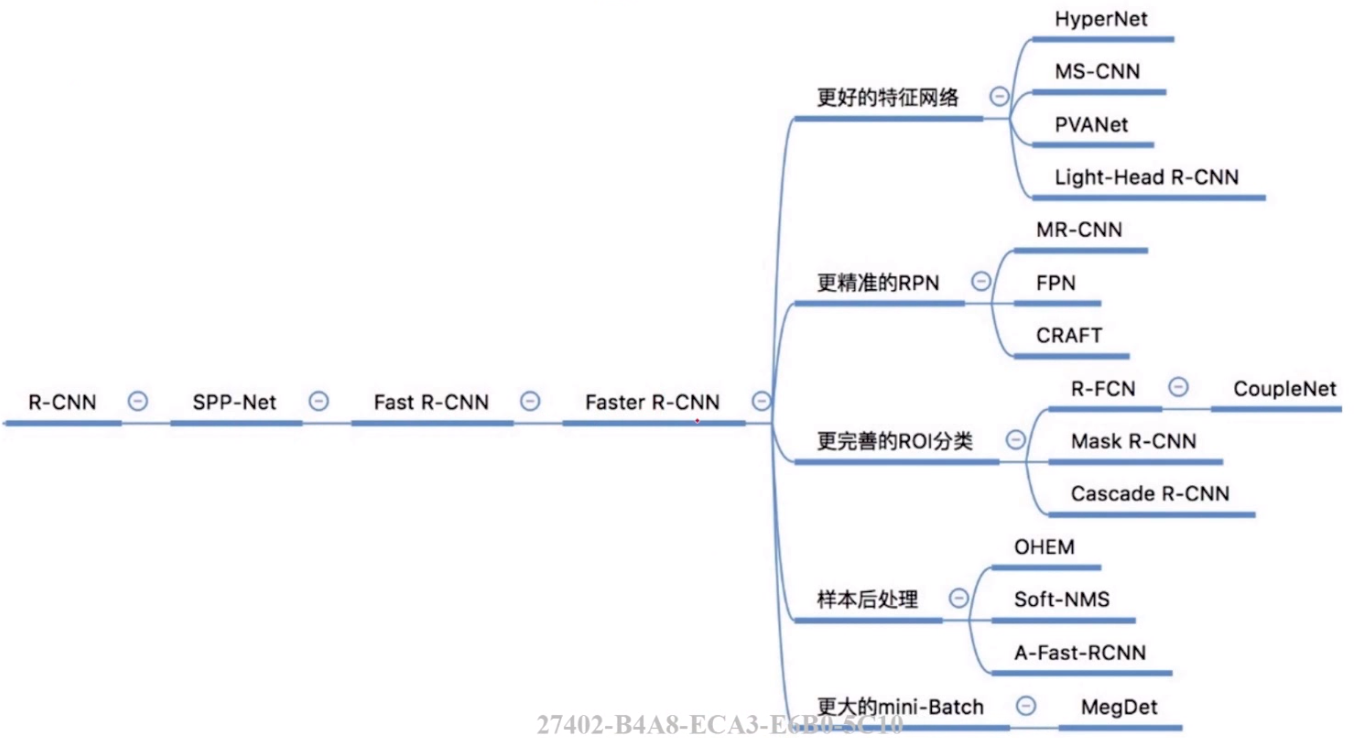 HyperNet
更好的特征网络
MS-CNN
PVANet
Light-Head R-CNN
更精准的RPN
MR-CNN
FPN
CRAFT
R-CNN
SPP-Net
Fast R-CNN
Faster R-CNN
更完善的ROI分类
R-FCN
CoupleNet
Mask R-CNN
Cascade R-CNN
样本后处理
OHEM
Soft-NMS
A-Fast-RCNN
更大的mini-Batch
MegDet
27402-B4A8-ECA3-E6B0-5C10